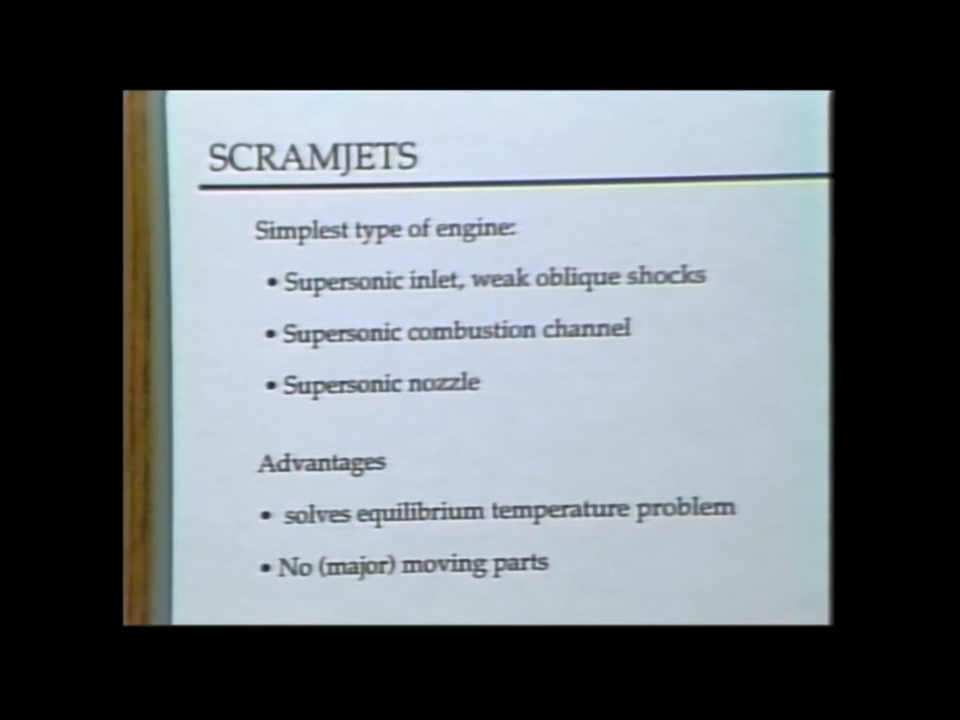 SCRAMJETS
Simplest type of engine:
• Supersonic inlet, weak oblique shocks
• Supersonic combustion channel
• Supersonic nozzle
Advantages
• solves equilibrium temperature problem
• No (major) moving parts